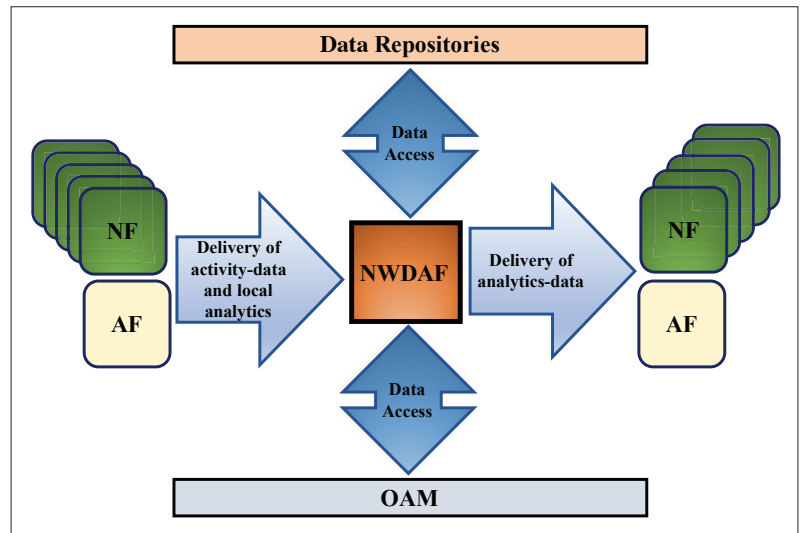 Data Repositories
Data
Access
NF
AF
Delivery of
activity-data
and local
analytics
NWDAF
Delivery of
analytics-data
NF
AF
Data
Access
OAM